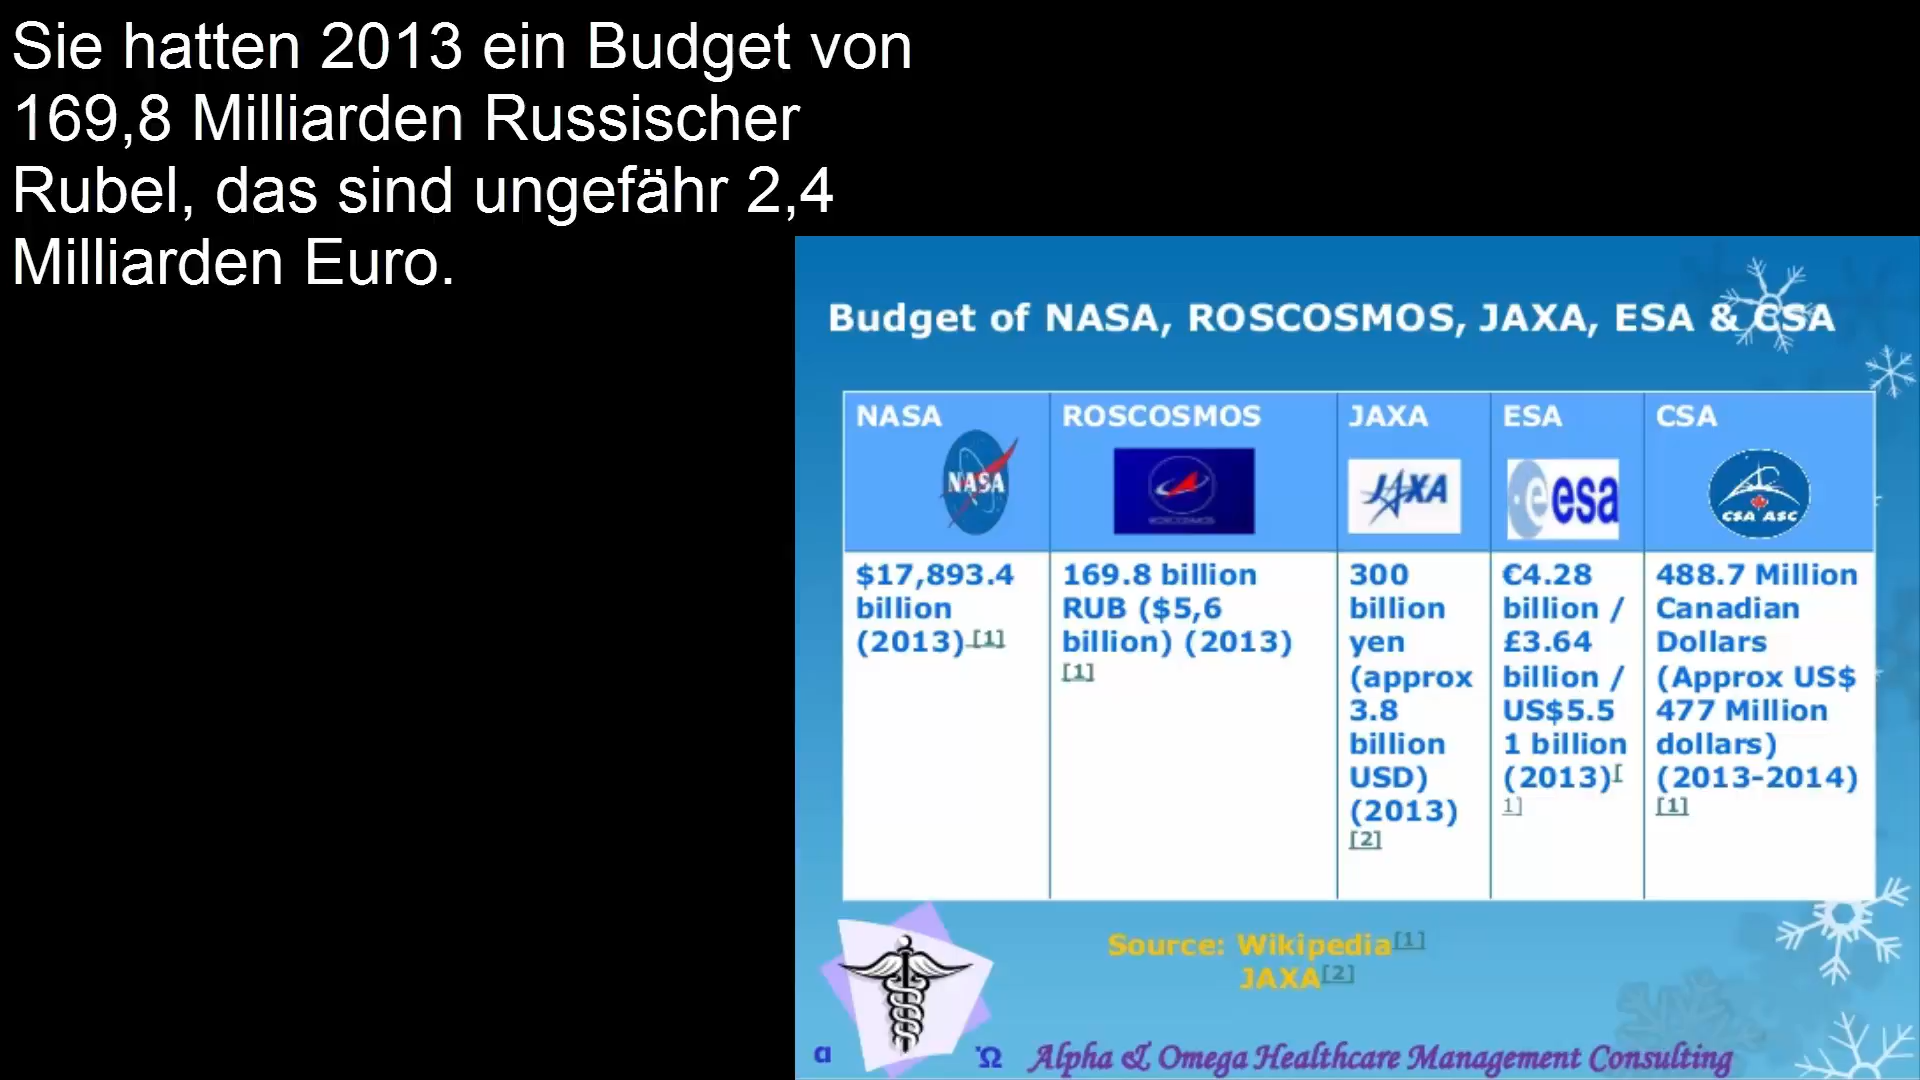 Sie hatten 2013 ein Budget von
169,8 Milliarden Russischer
Rubel, das sind ungefähr 2,4
Milliarden Euro.
Budget of NASA, ROSCOSMOS, JAXA, ESA & CSA
NASA
NASA
$17,893.4
billion
(2013) [1]
ROSCOSMOS
ROSCOSMOS
169.8 billion
RUB ($5,6
billion) (2013)
[1]
JAXA
JAXA
300
billion
yen
(approx
3.8
billion
USD)
(2013)
[2]
ESA
esa
€4.28
billion /
£3.64
billion /
US$5.5
1 billion
(2013)[
1]
CSA
CSA ASC
488.7 Million
Canadian
Dollars
(Approx US$
477 Million
dollars)
(2013-2014)
[1]
Source: Wikipedia[1]
JAXA[2]
α Ώ Alpha & Omega Healthcare Management Consulting